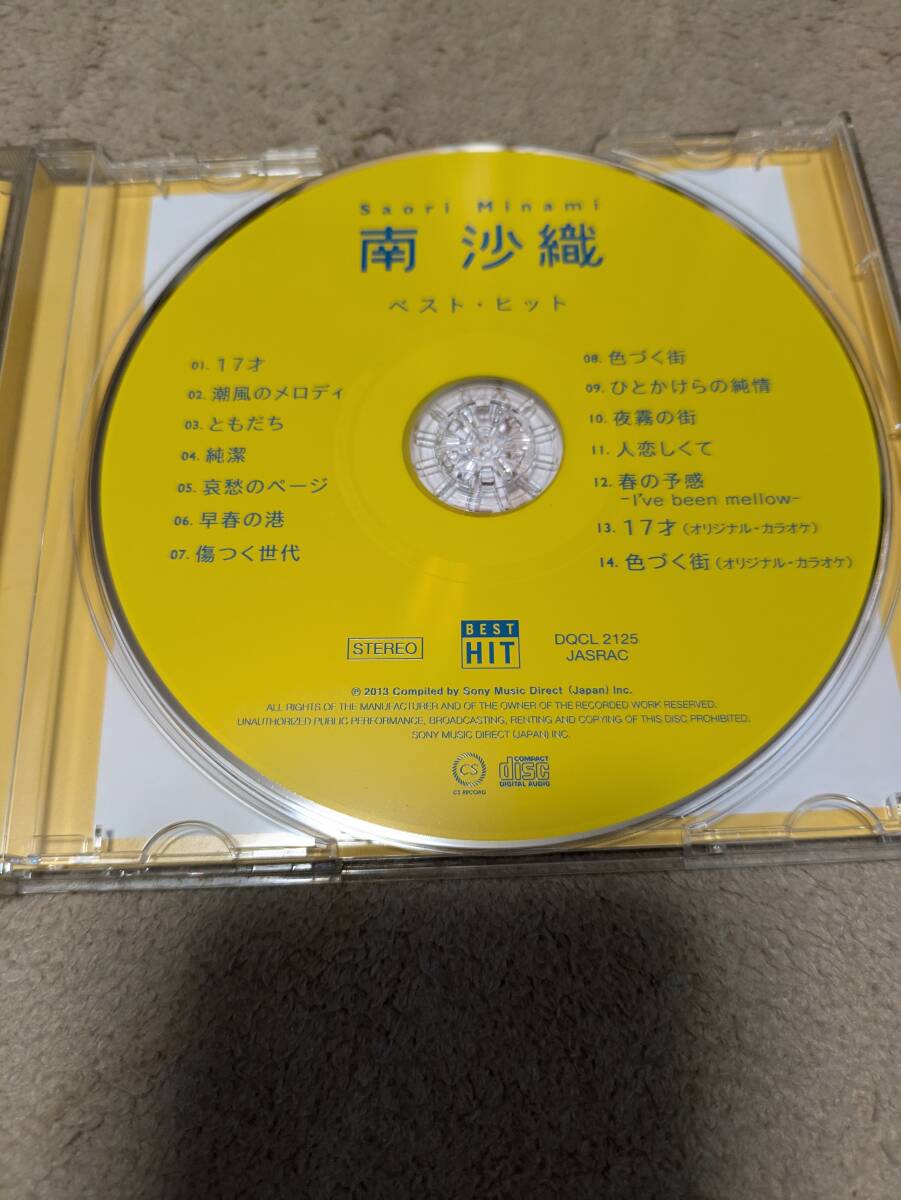 Saori Minami
南 沙織
ベスト・ヒット
01. 17才
02. 潮風のメロディ
03. ともだち
04. 純潔
05. 哀愁のページ
06. 早春の港
07. 傷つく世代
08. 色づく街
09. ひとかけらの純情
10. 夜霧の街
11. 人恋しくて
12. 春の予感
-I've been mellow-
13. 17才 (オリジナル・カラオケ)
14. 色づく街 (オリジナル・カラオケ)
STEREO
BEST
HIT
DQCL 2125
JASRAC
℗ 2013 Compiled by Sony Music Direct (Japan) Inc.
ALL RIGHTS OF THE MANUFACTURER AND OF THE OWNER OF THE RECORDED WORK RESERVED.
UNAUTHORIZED PUBLIC PERFORMANCE, BROADCASTING, RENTING AND COPYING OF THIS DISC PROHIBITED.
SONY MUSIC DIRECT (JAPAN) INC.
CS
CS RECORD
COMPACT
disc
DIGITAL AUDIO